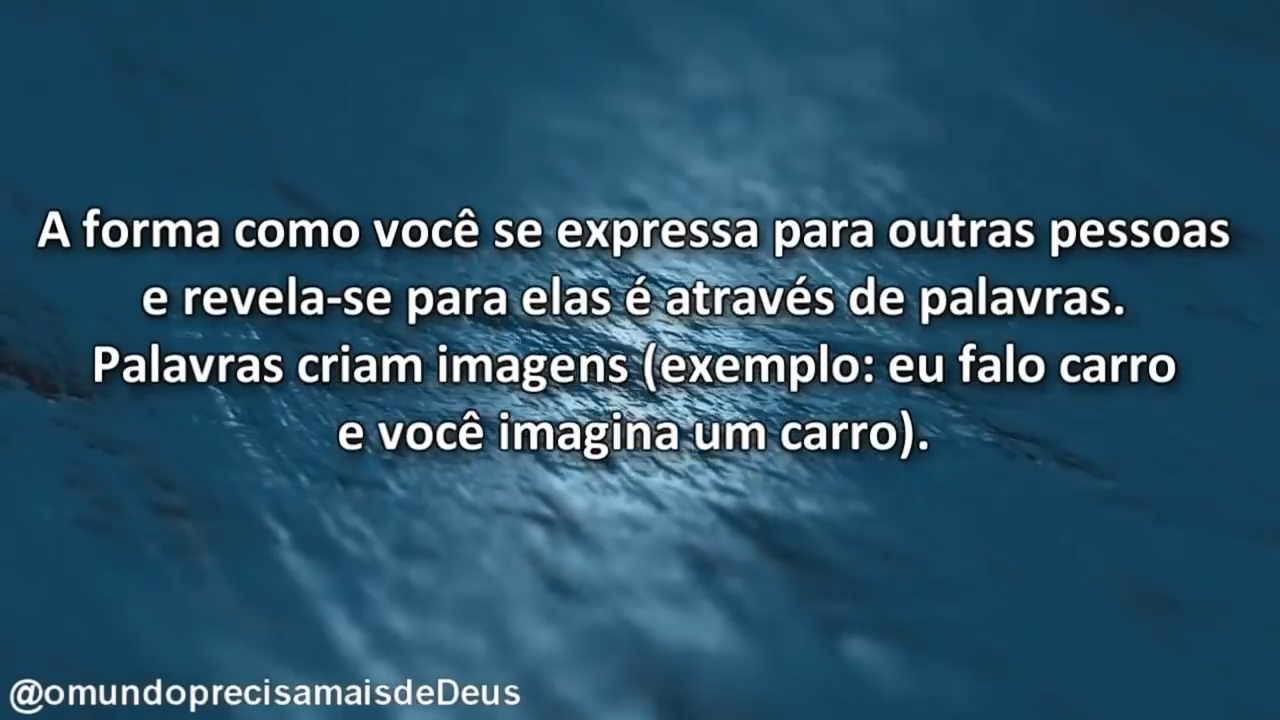 A forma como você se expressa para outras pessoas
e revela-se para elas é através de palavras.
Palavras criam imagens (exemplo: eu falo carro
e você imagina um carro).
@omundoprecisamaisdeDeus